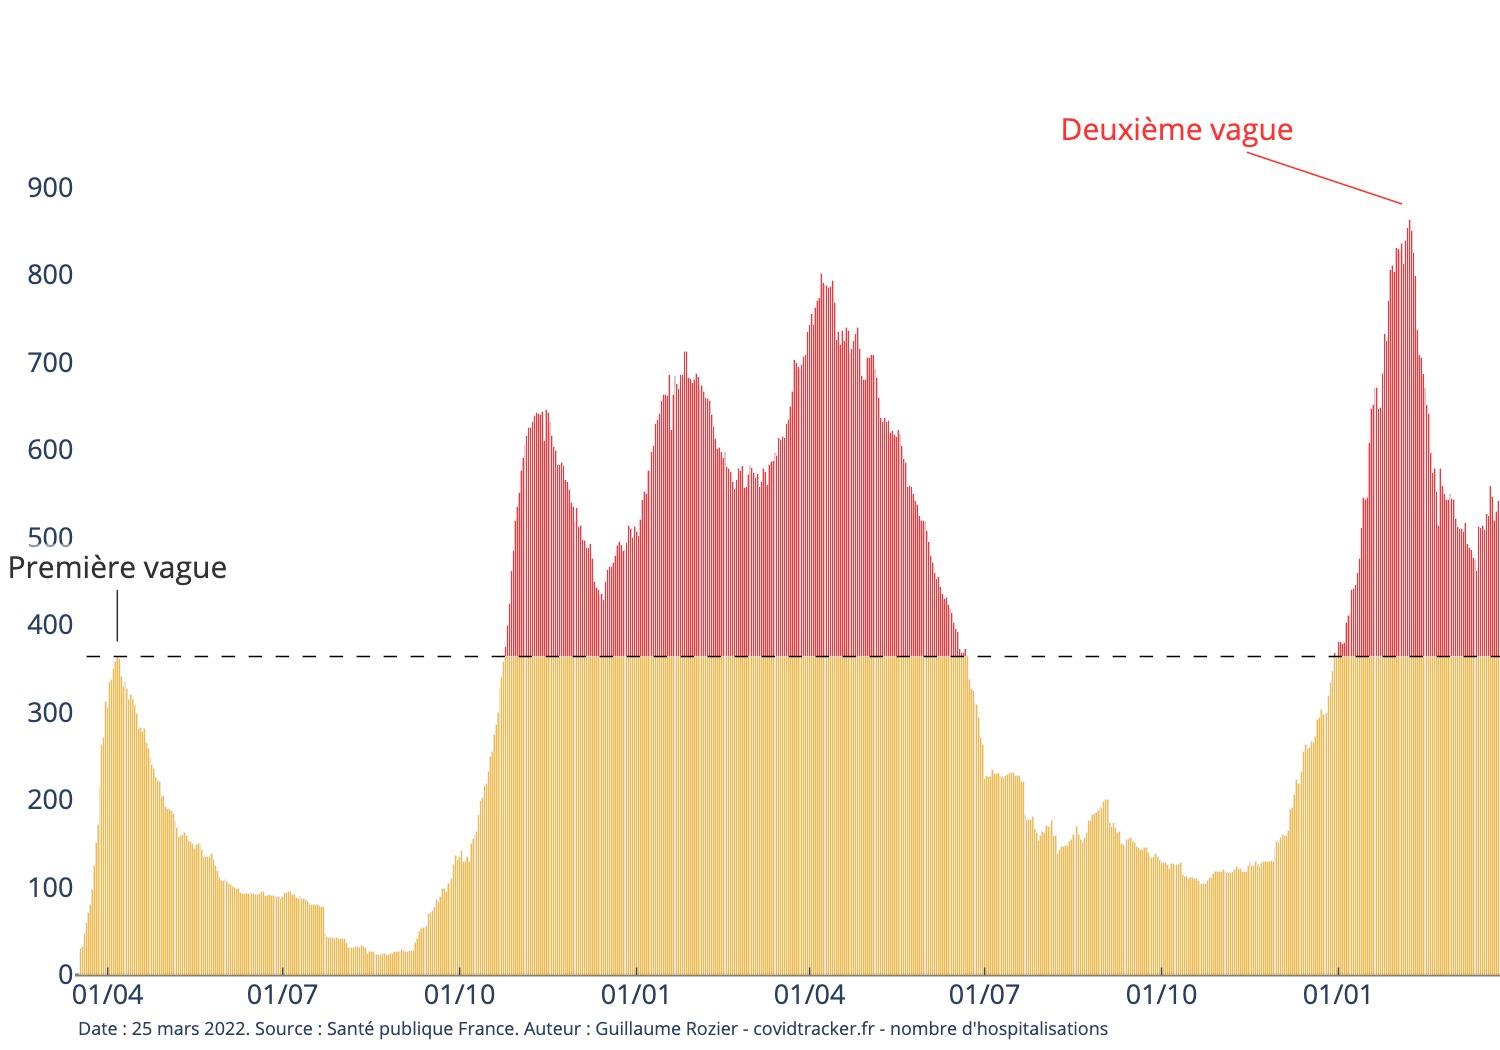 Deuxième vague
900
800
700
600
500
Première vague
400
300
200
100
0
01/04 01/07 01/10 01/01 01/04 01/07 01/10 01/01
Date : 25 mars 2022. Source : Santé publique France. Auteur : Guillaume Rozier - covidtracker.fr - nombre d'hospitalisations